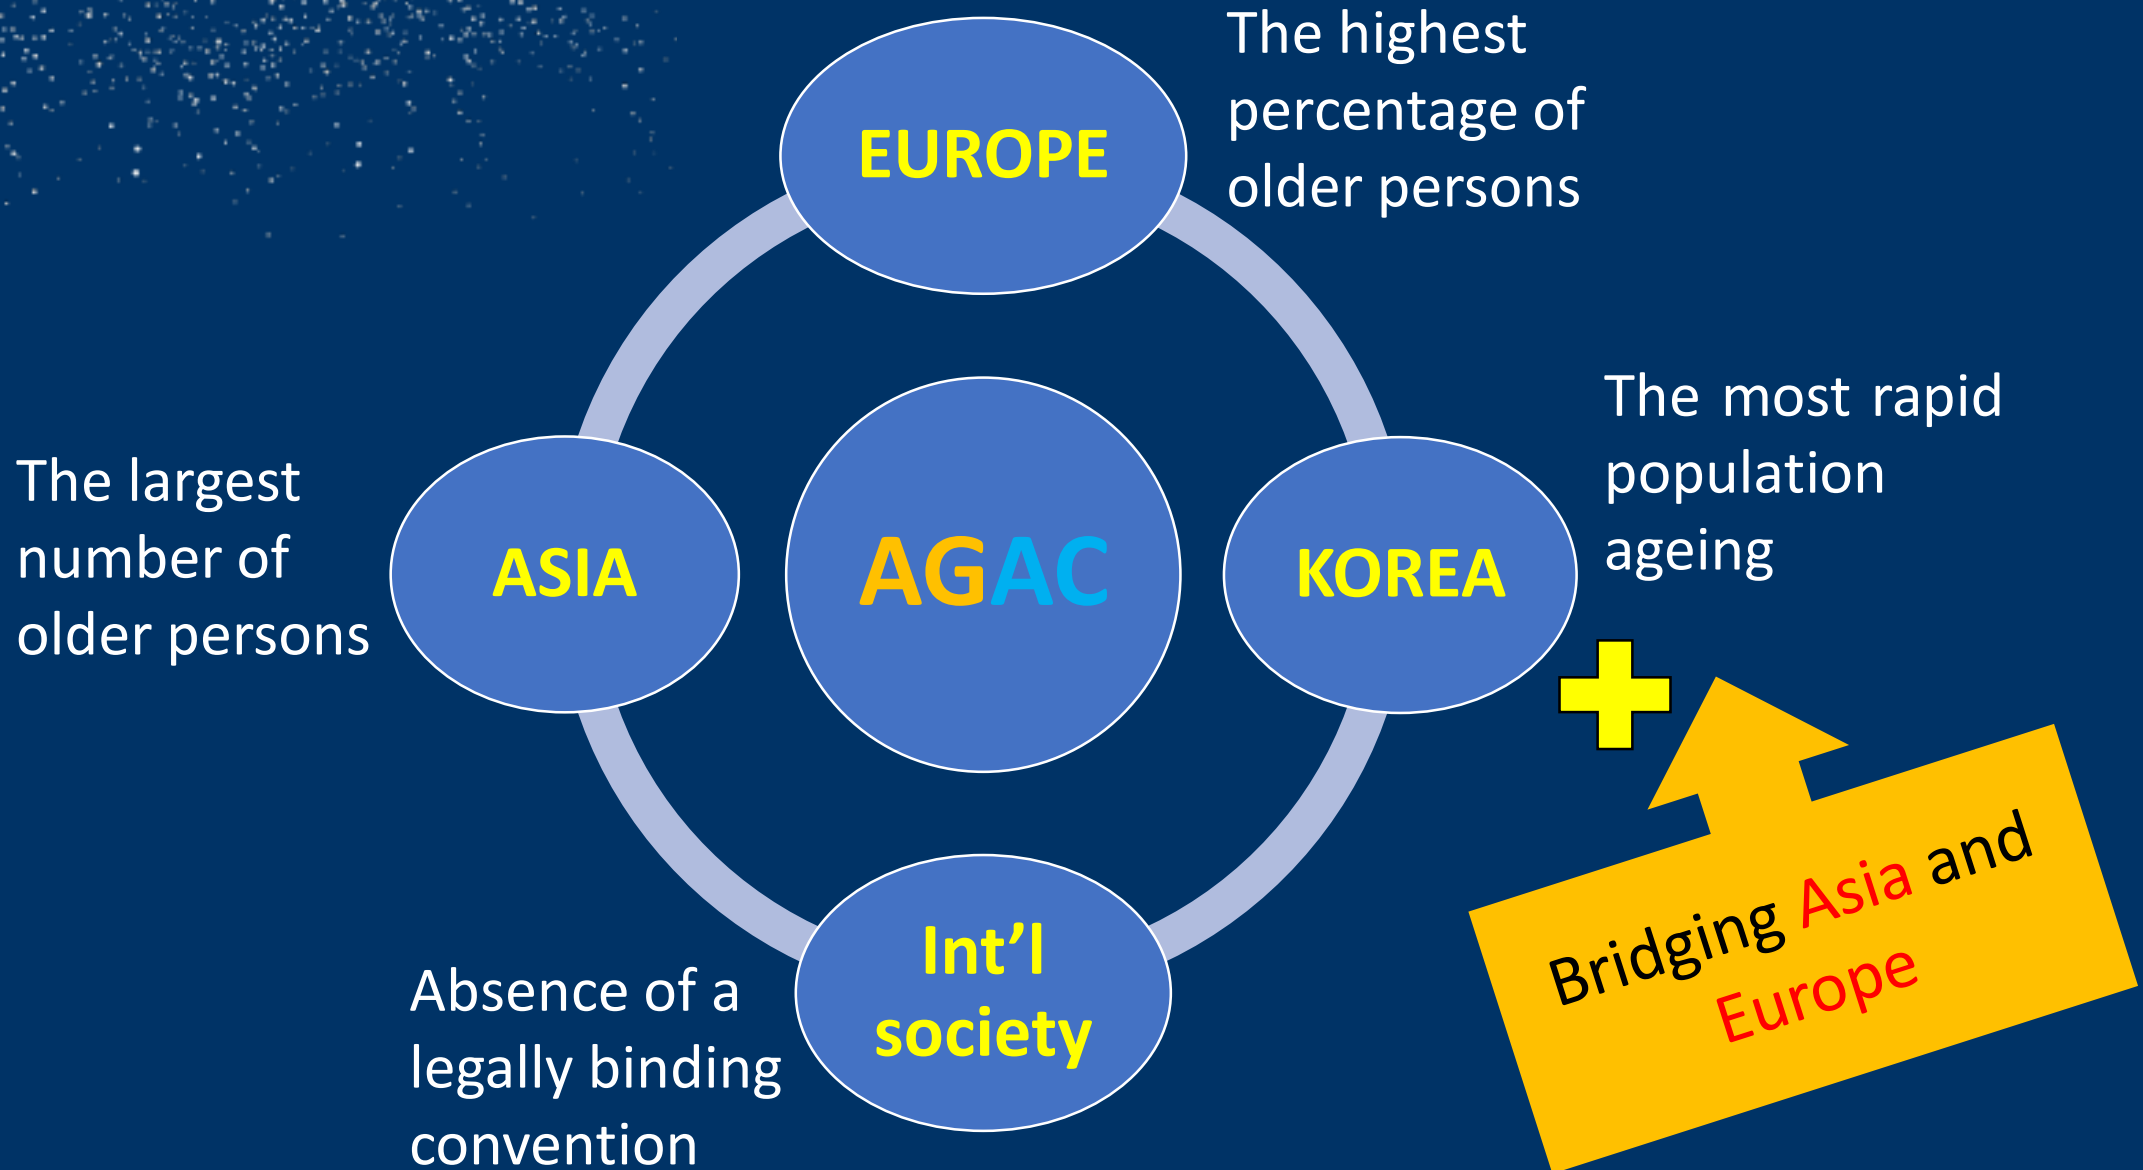 EUROPE
The highest
percentage of
older persons
The largest
number of
older persons
ASIA
AGAC
KOREA
The most rapid
population
ageing
Int’l
society
Absence of a
legally binding
convention
Bridging Asia and
Europe